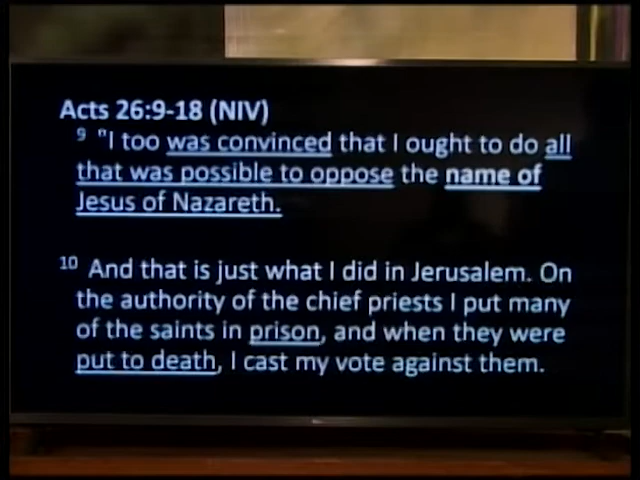 Acts 26:9-18 (NIV)
9 "I too was convinced that I ought to do all
that was possible to oppose the name of
Jesus of Nazareth.
10 And that is just what I did in Jerusalem. On
the authority of the chief priests I put many
of the saints in prison, and when they were
put to death, I cast my vote against them.